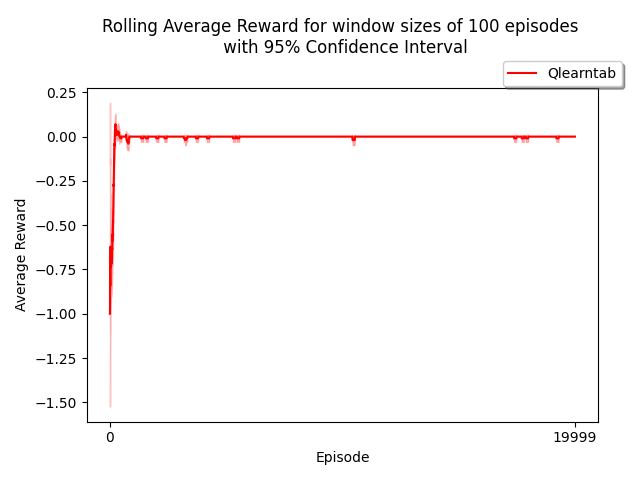 Rolling Average Reward for window sizes of 100 episodes
with 95% Confidence Interval
Qlearntab
0.25
0.00
−0.25
−0.50
−0.75
−1.00
−1.25
−1.50
Average Reward
0
19999
Episode